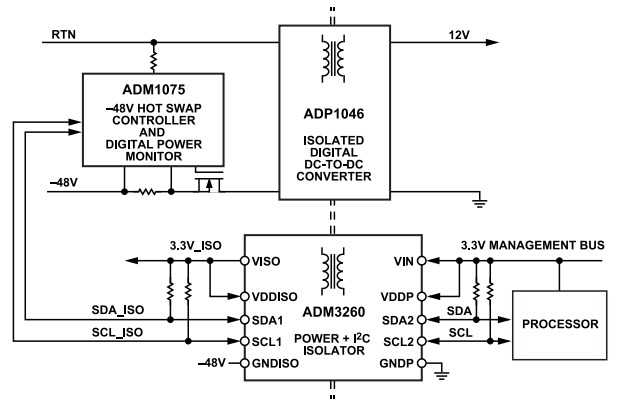 RTN
12V
ADM1075
–48V HOT SWAP
CONTROLLER
AND
DIGITAL POWER
MONITOR
ADP1046
ISOLATED
DIGITAL
DC-TO-DC
CONVERTER
–48V
3.3V_ISO
VISO
VIN
3.3V MANAGEMENT BUS
VDDISO
VDDP
ADM3260
SDA_ISO
SDA1
SDA2
SDA
POWER + I²C
ISOLATOR
PROCESSOR
SCL_ISO
SCL1
SCL2
SCL
–48V
GNDISO
GNDP